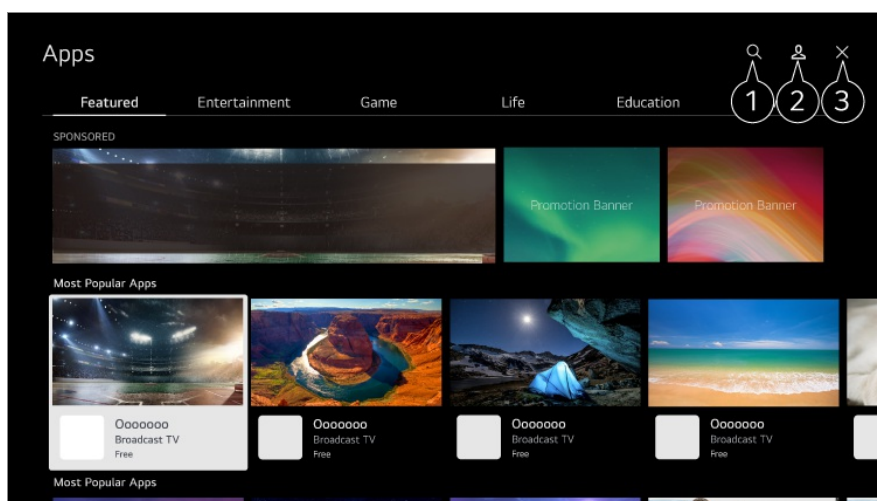 Apps
1 2 3
Featured Entertainment Game Life Education
SPONSORED
Promotion Banner Promotion Banner
Most Popular Apps
Ooooooo Ooooooo Ooooooo Ooooooo
Broadcast TV Broadcast TV Broadcast TV Broadcast TV
Free Free Free Free
Most Popular Apps